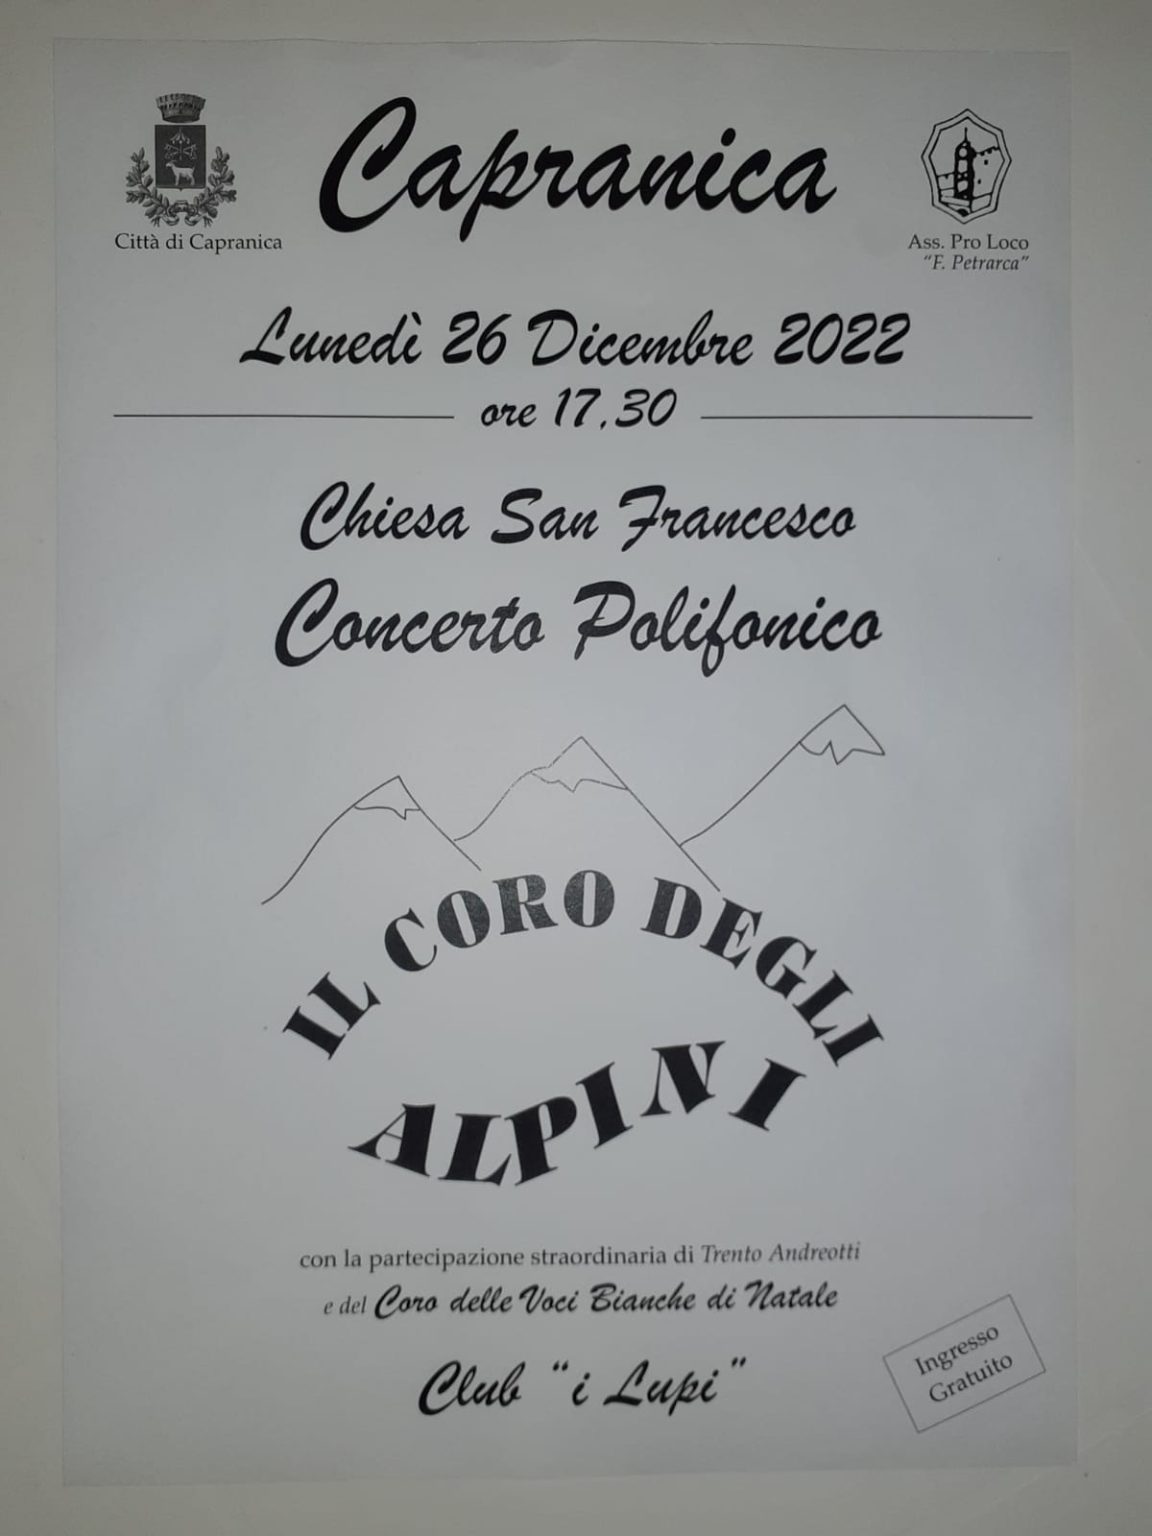 Capranica
Città di Capranica
Ass. Pro Loco
"F. Petrarca"
Lunedì 26 Dicembre 2022
ore 17,30
Chiesa San Francesco
Concerto Polifonico
IL CORO DEGLI
ALPINI
con la partecipazione straordinaria di Trento Andreotti
e del Coro delle Voci Bianche di Natale
Club "i Lupi"
Ingresso
Gratuito